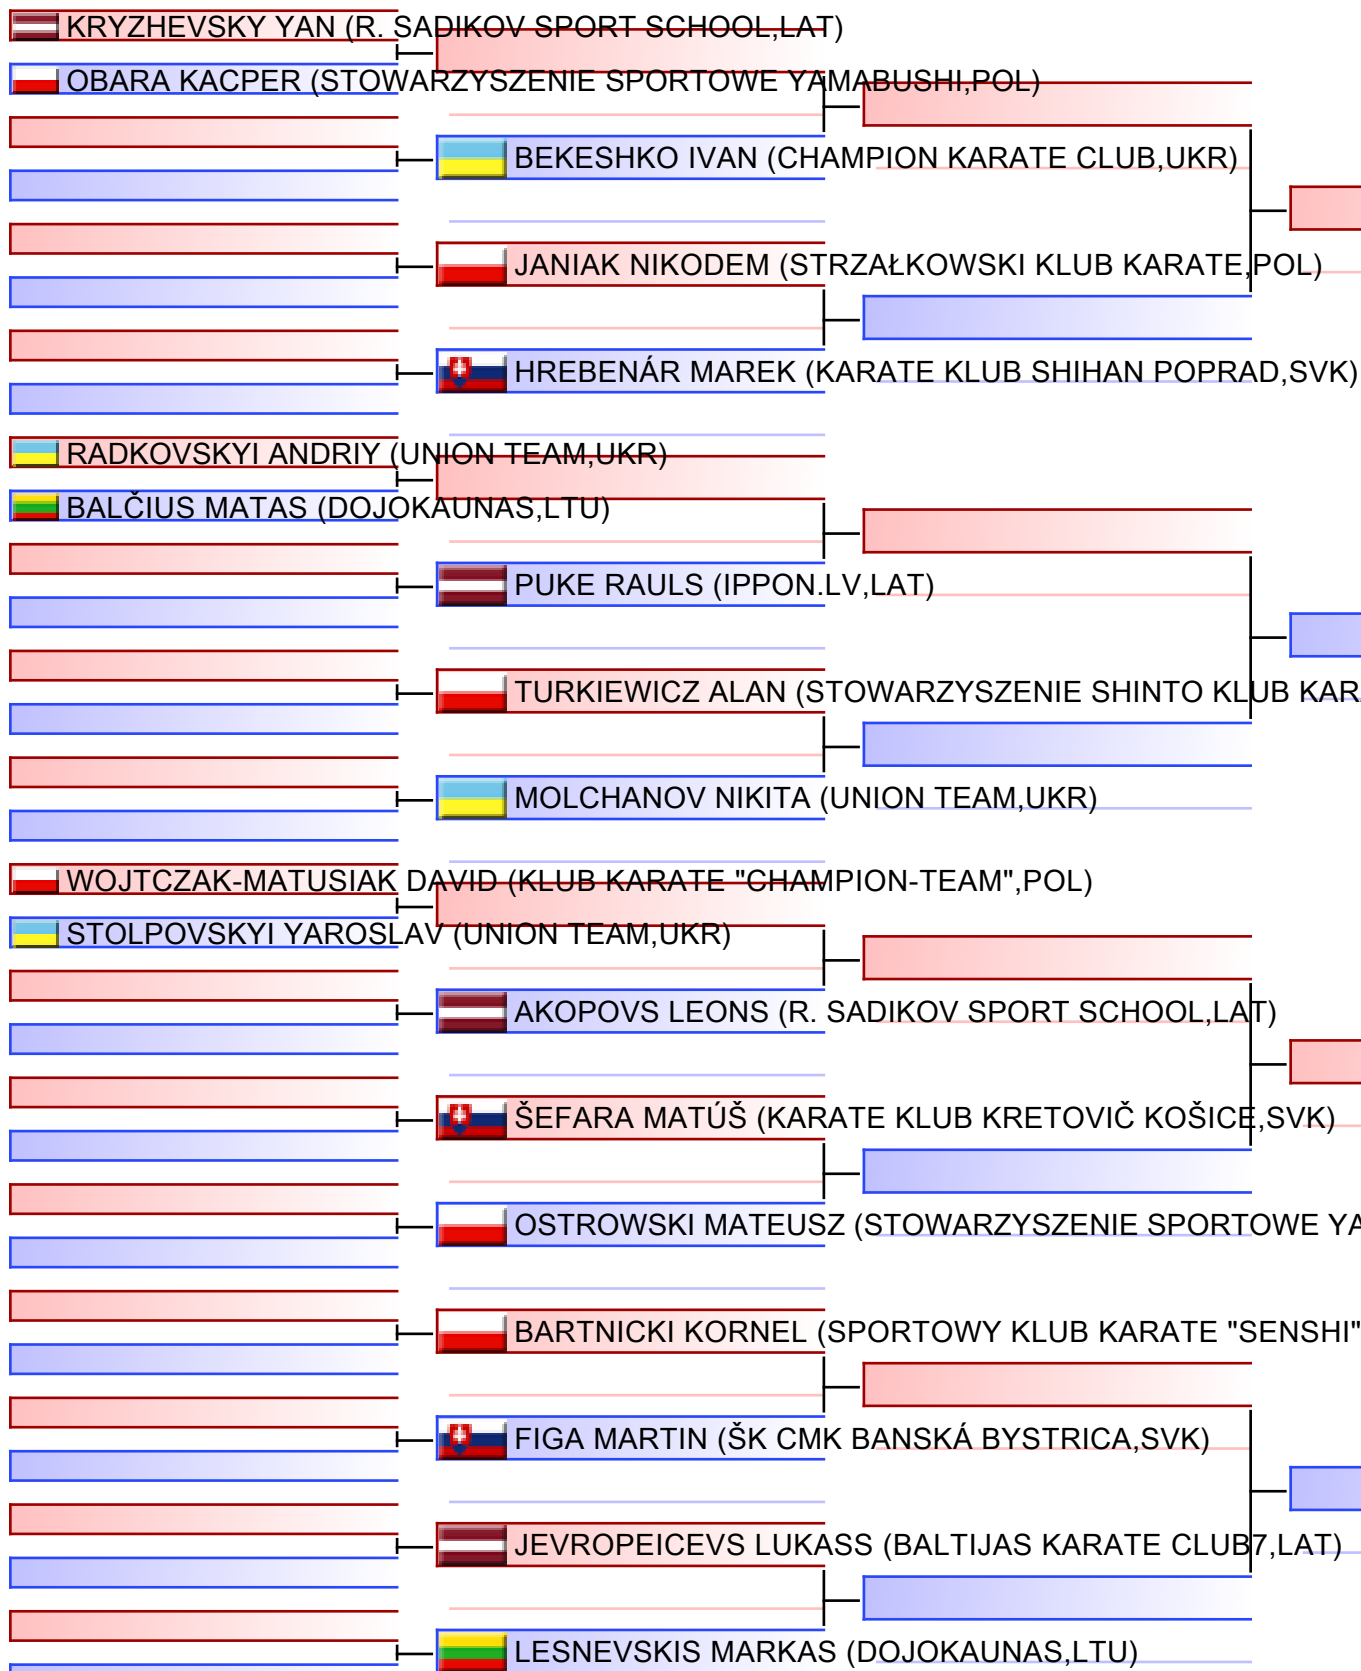 KRYZHEVSKY YAN (R. SADIKOV SPORT SCHOOL,LAT)
OBARA KACPER (STOWARZYSZENIE SPORTOWE YAMABUSHI,POL)
BEKESHKO IVAN (CHAMPION KARATE CLUB,UKR)
JANIAK NIKODEM (STRZAŁKOWSKI KLUB KARATE,POL)
HREBENÁR MAREK (KARATE KLUB SHIHAN POPRAD,SVK)
RADKOVSKYI ANDRIY (UNION TEAM,UKR)
BALČIUS MATAS (DOJOKAUNAS,LTU)
PUKE RAULS (IPPON.LV,LAT)
TURKIEWICZ ALAN (STOWARZYSZENIE SHINTO KLUB KAR
MOLCHANOV NIKITA (UNION TEAM,UKR)
WOJTCZAK-MATUSIAK DAVID (KLUB KARATE "CHAMPION-TEAM",POL)
STOLPOVSKYI YAROSLAV (UNION TEAM,UKR)
AKOPOVS LEONS (R. SADIKOV SPORT SCHOOL,LAT)
ŠEFARA MATÚŠ (KARATE KLUB KRETOVIČ KOŠICE,SVK)
OSTROWSKI MATEUSZ (STOWARZYSZENIE SPORTOWE YA
BARTNICKI KORNEL (SPORTOWY KLUB KARATE "SENSHI"
FIGA MARTIN (ŠK CMK BANSKÁ BYSTRICA,SVK)
JEVROPEICEVS LUKASS (BALTIJAS KARATE CLUB7,LAT)
LESNEVSKIS MARKAS (DOJOKAUNAS,LTU)